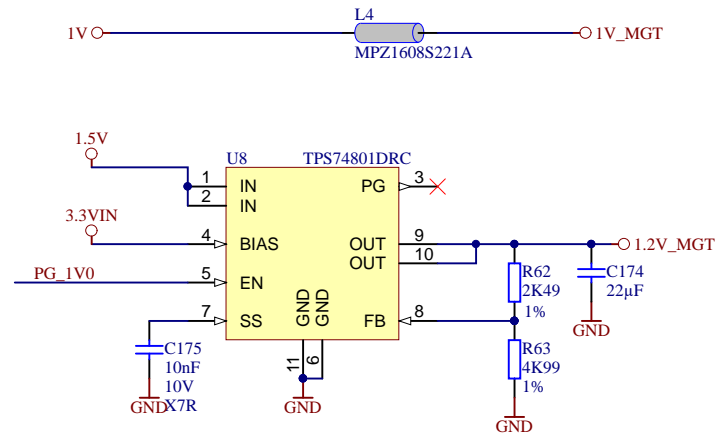 L4
1V
1V_MGT
MPZ1608S221A
1.5V
U8
TPS74801DRC
1
IN
PG
3
2
IN
3.3VIN
4
BIAS
OUT
9
1.2V_MGT
OUT
10
PG_1V0
5
EN
R62
2K49
1%
C174
22µF
GND
7
SS
GND
GND
FB
8
C175
10nF
10V
X7R
GND
11
6
GND
R63
4K99
1%
GND